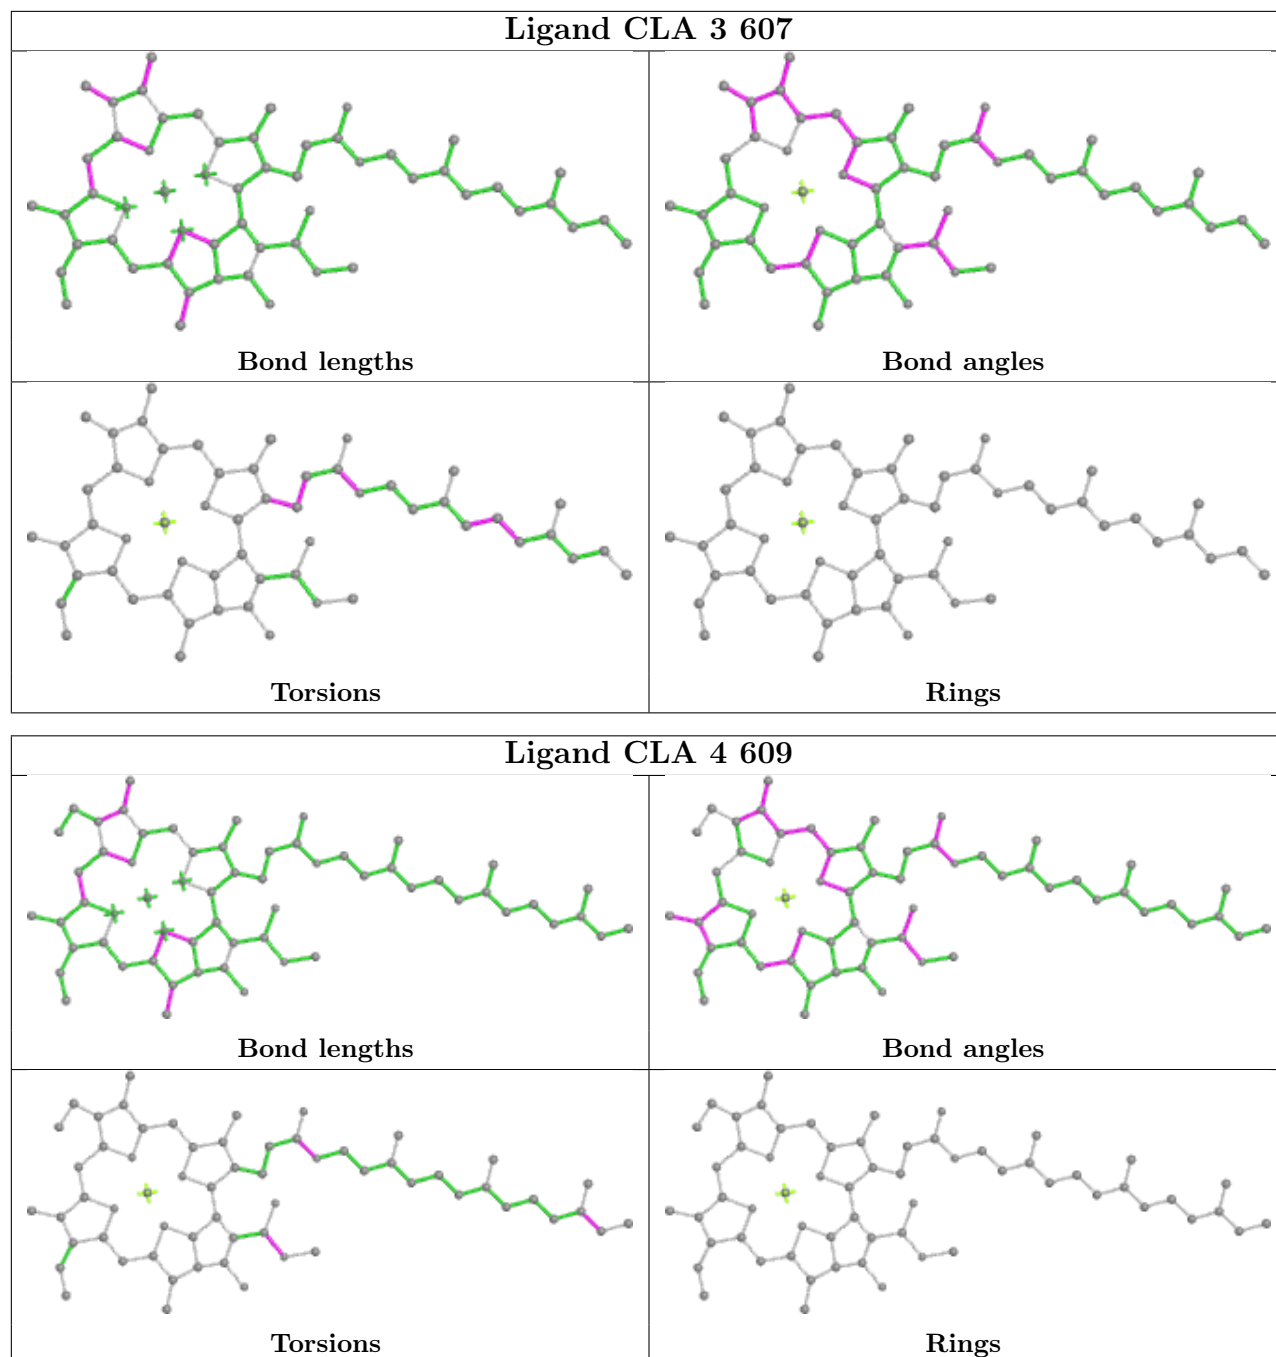 Ligand CLA 3 607
Bond lengths
Bond angles
Torsions
Rings
Ligand CLA 4 609
Bond lengths
Bond angles
Torsions
Rings